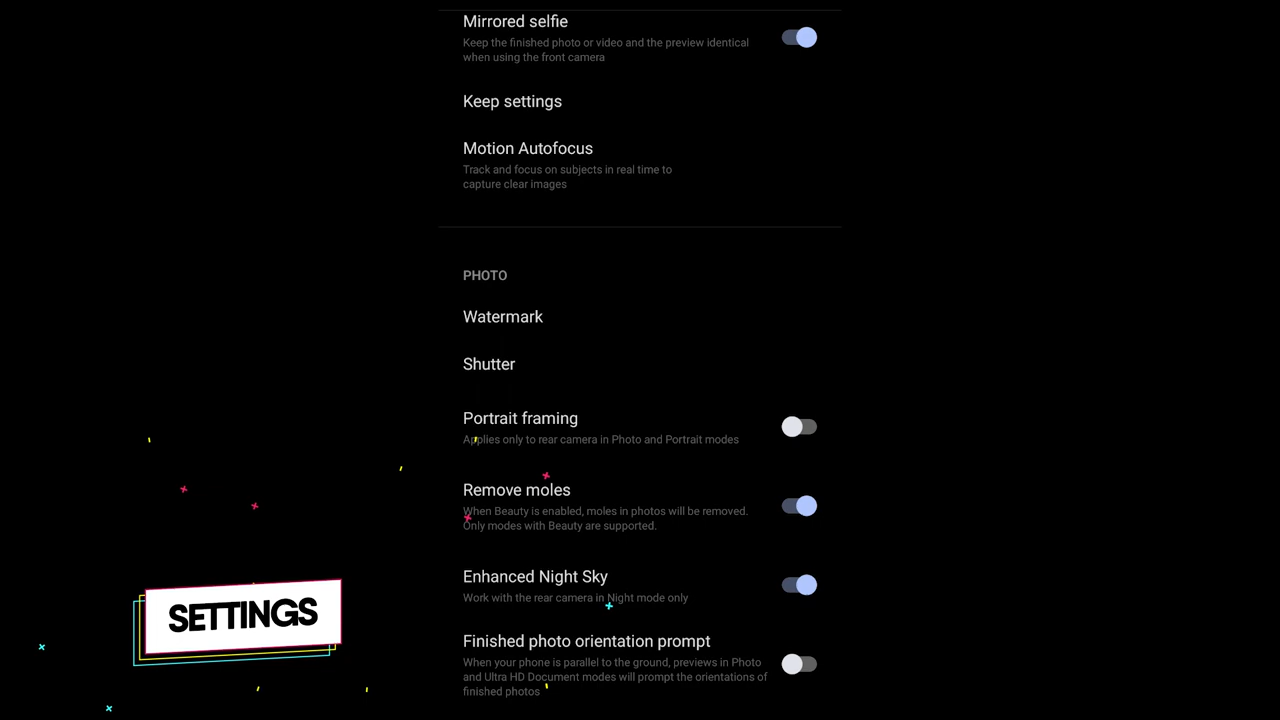 Mirrored selfie
Keep the finished photo or video and the preview identical
when using the front camera
Keep settings
Motion Autofocus
Track and focus on subjects in real time to
capture clear images
PHOTO
Watermark
Shutter
Portrait framing
Applies only to rear camera in Photo and Portrait modes
Remove moles
When Beauty is enabled, moles in photos will be removed.
Only modes with Beauty are supported.
Enhanced Night Sky
Work with the rear camera in Night mode only
Finished photo orientation prompt
When your phone is parallel to the ground, previews in Photo
and Ultra HD Document modes will prompt the orientations of
finished photos
SETTINGS